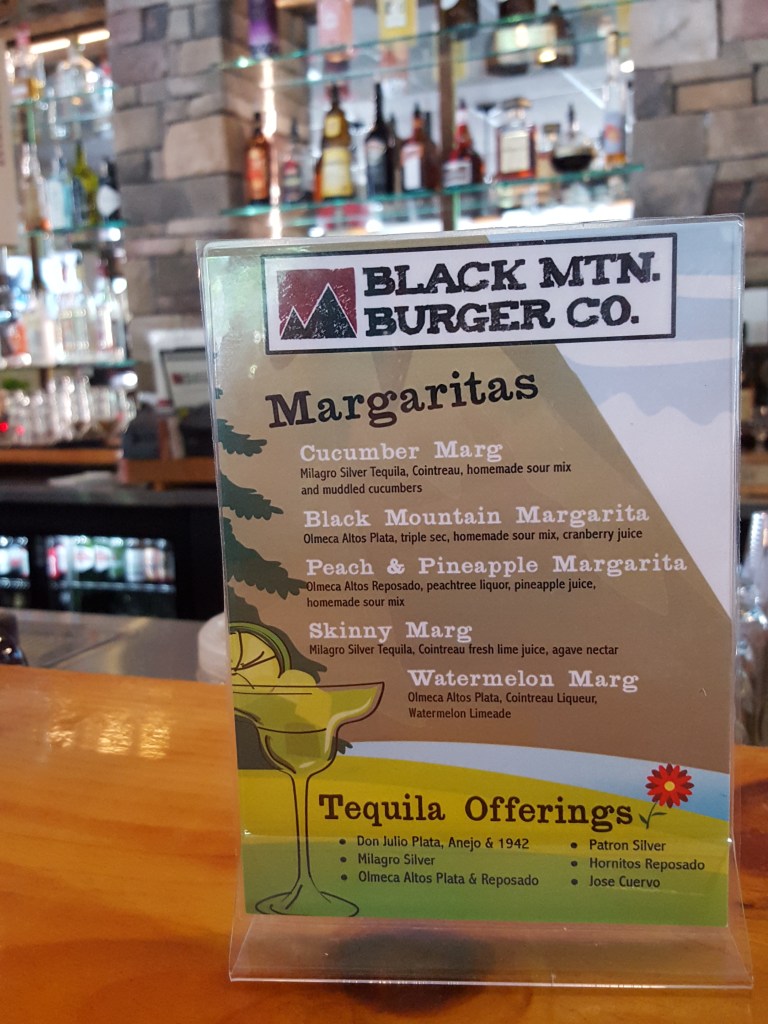 BLACK MTN.
BURGER CO.
Margaritas
Cucumber Marg
Milagro Silver Tequila, Cointreau, homemade sour mix
and muddled cucumbers
Black Mountain Margarita
Olmeca Altos Plata, triple sec, homemade sour mix, cranberry juice
Peach & Pineapple Margarita
Olmeca Altos Reposado, peachtree liquor, pineapple juice,
homemade sour mix
Skinny Marg
Milagro Silver Tequila, Cointreau fresh lime juice, agave nectar
Watermelon Marg
Olmeca Altos Plata, Cointreau Liqueur,
Watermelon Limeade
Tequila Offerings
• Don Julio Plata, Anejo & 1942
• Milagro Silver
• Olmeca Altos Plata & Reposado
• Patron Silver
• Hornitos Reposado
• Jose Cuervo